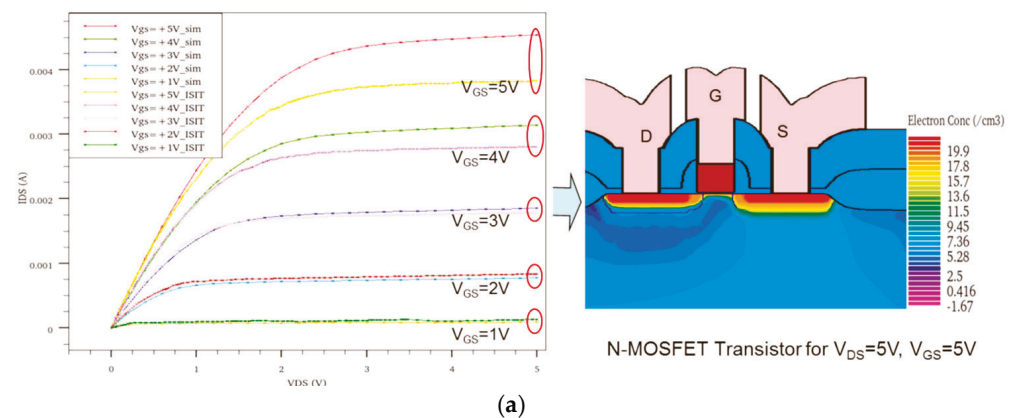 Vgs=+5V_sim
Vgs=+4V_sim
Vgs=+3V_sim
Vgs=+2V_sim
Vgs=+1V_sim
Vgs=+5V_ISIT
Vgs=+4V_ISIT
Vgs=+3V_ISIT
Vgs=+2V_ISIT
Vgs=+1V_ISIT
0.004
0.003
0.002
0.001
0
IDS (A)
VGS=5V
VGS=4V
VGS=3V
VGS=2V
VGS=1V
0 1 2 3 4 5
VDS (V)
G
D S
Electron Conc (/cm3)
19.9
17.8
15.7
13.6
11.5
9.45
7.36
5.28
2.5
0.416
-1.67
N-MOSFET Transistor for VDS=5V, VGS=5V
(a)